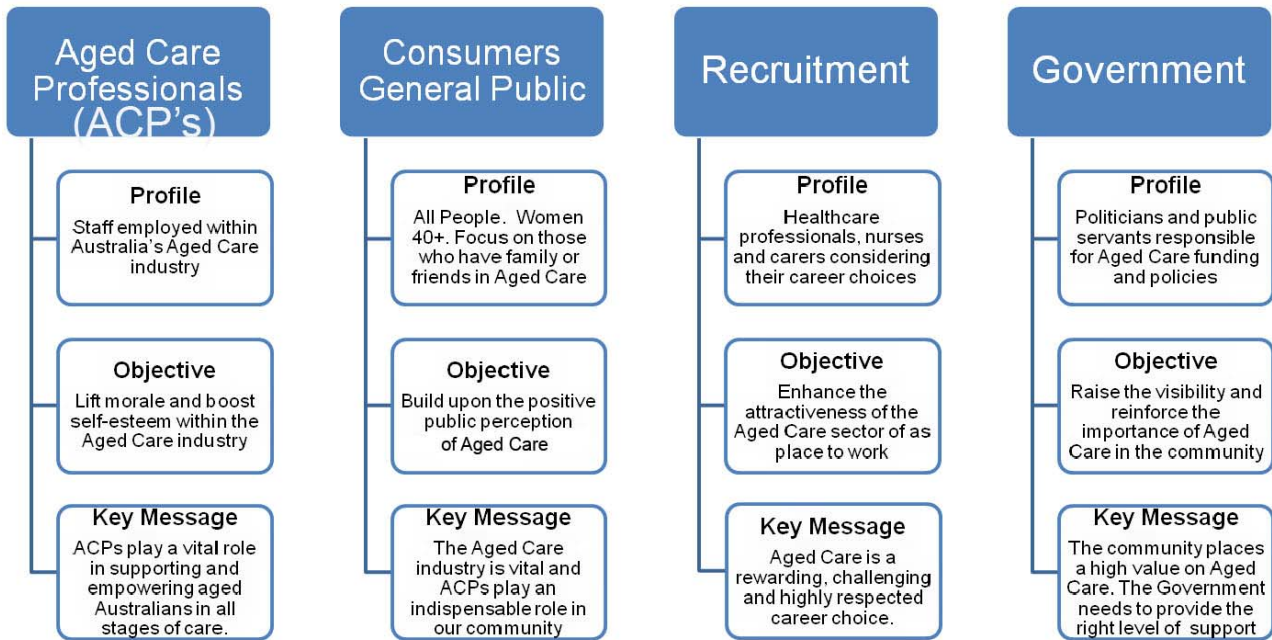 Aged Care
Professionals
(ACP's)
Profile
Staff employed within
Australia's Aged Care
industry
Objective
Lift morale and boost
self-esteem within the
Aged Care industry
Key Message
ACPs play a vital role
in supporting and
empowering aged
Australians in all
stages of care.
Consumers
General Public
Profile
All People. Women
40+. Focus on those
who have family or
friends in Aged Care
Objective
Build upon the positive
public perception
of Aged Care
Key Message
The Aged Care
industry is vital and
ACPs play an
indispensable role in
our community
Recruitment
Profile
Healthcare
professionals, nurses
and carers considering
their career choices
Objective
Enhance the
attractiveness of the
Aged Care sector of as
place to work
Key Message
Aged Care is a
rewarding, challenging
and highly respected
career choice.
Government
Profile
Politicians and public
servants responsible
for Aged Care funding
and policies
Objective
Raise the visibility and
reinforce the
importance of Aged
Care in the community
Key Message
The community places
a high value on Aged
Care. The Government
needs to provide the
right level of support